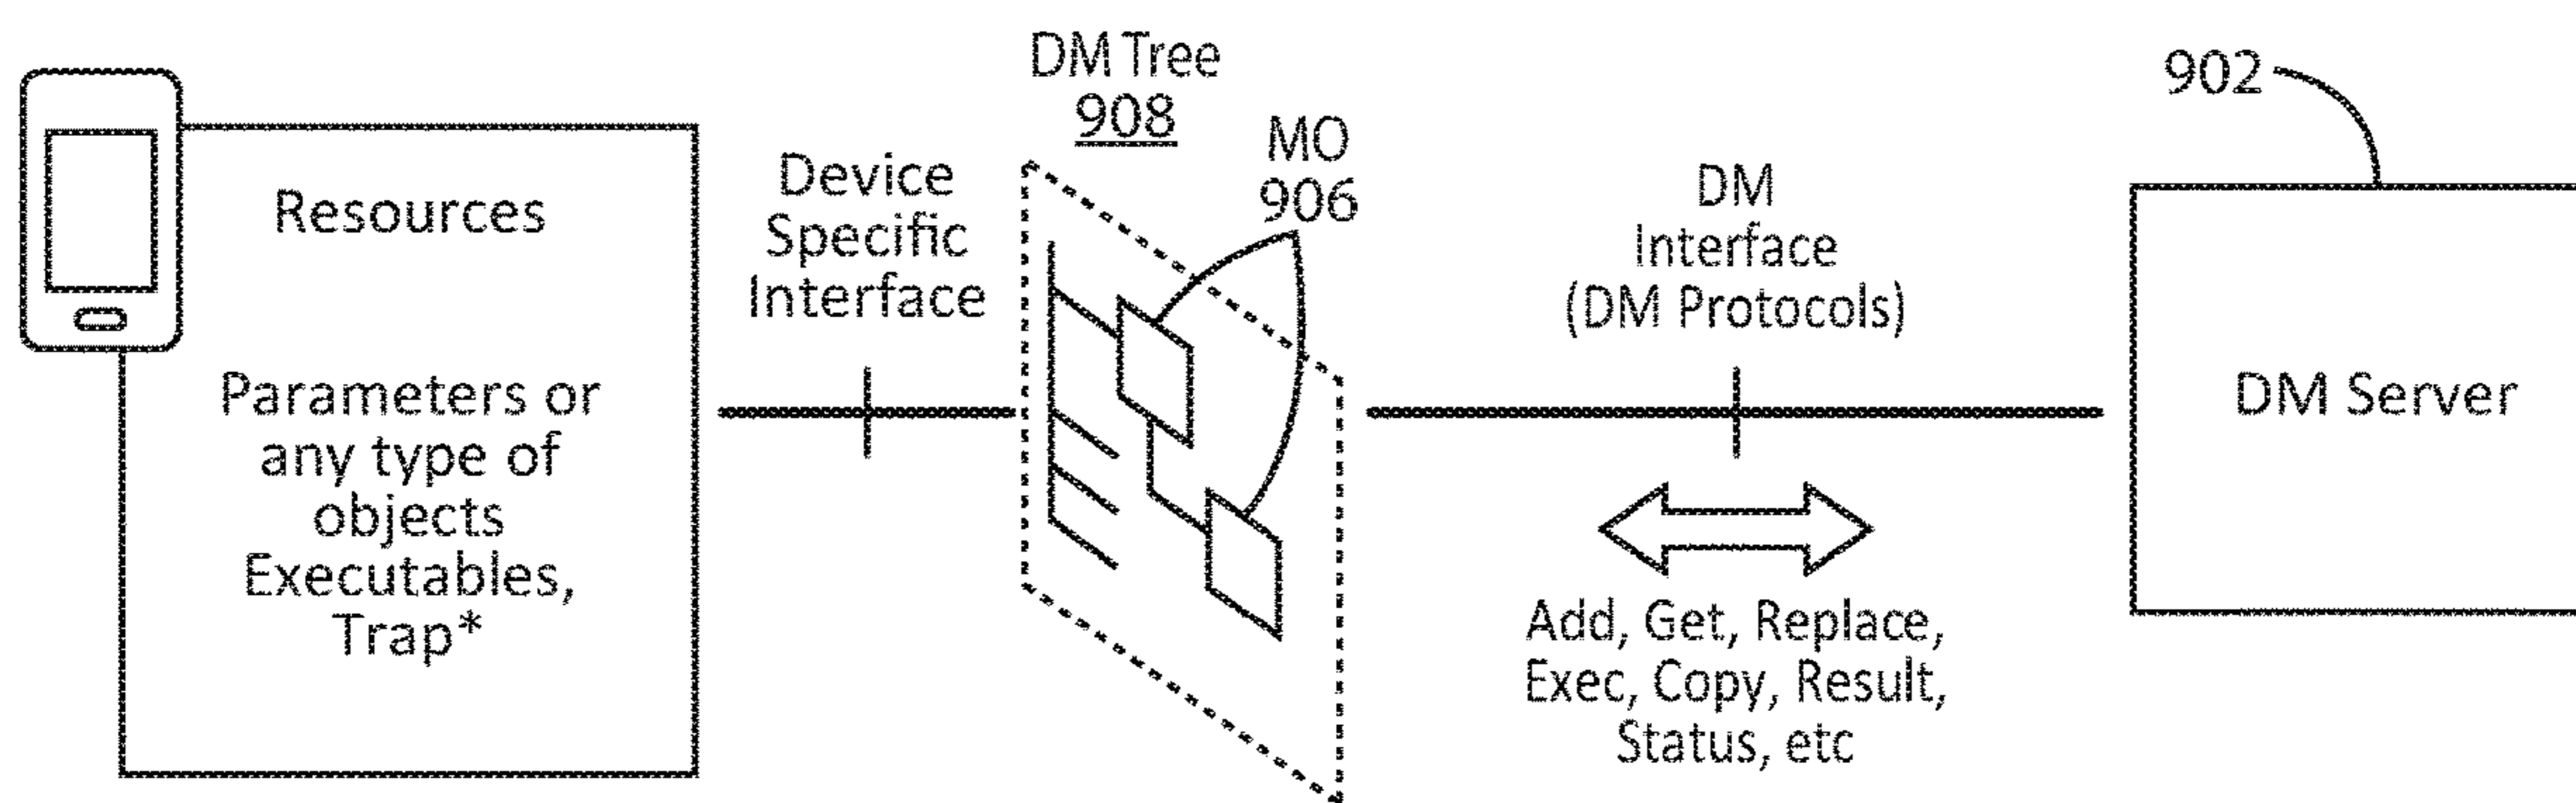 Resources
Parameters or
any type of
objects
Executables,
Trap*
Device
Specific
Interface
DM Tree
908
MO
906
DM
Interface
(DM Protocols)
Add, Get, Replace,
Exec, Copy, Result,
Status, etc
902
DM Server